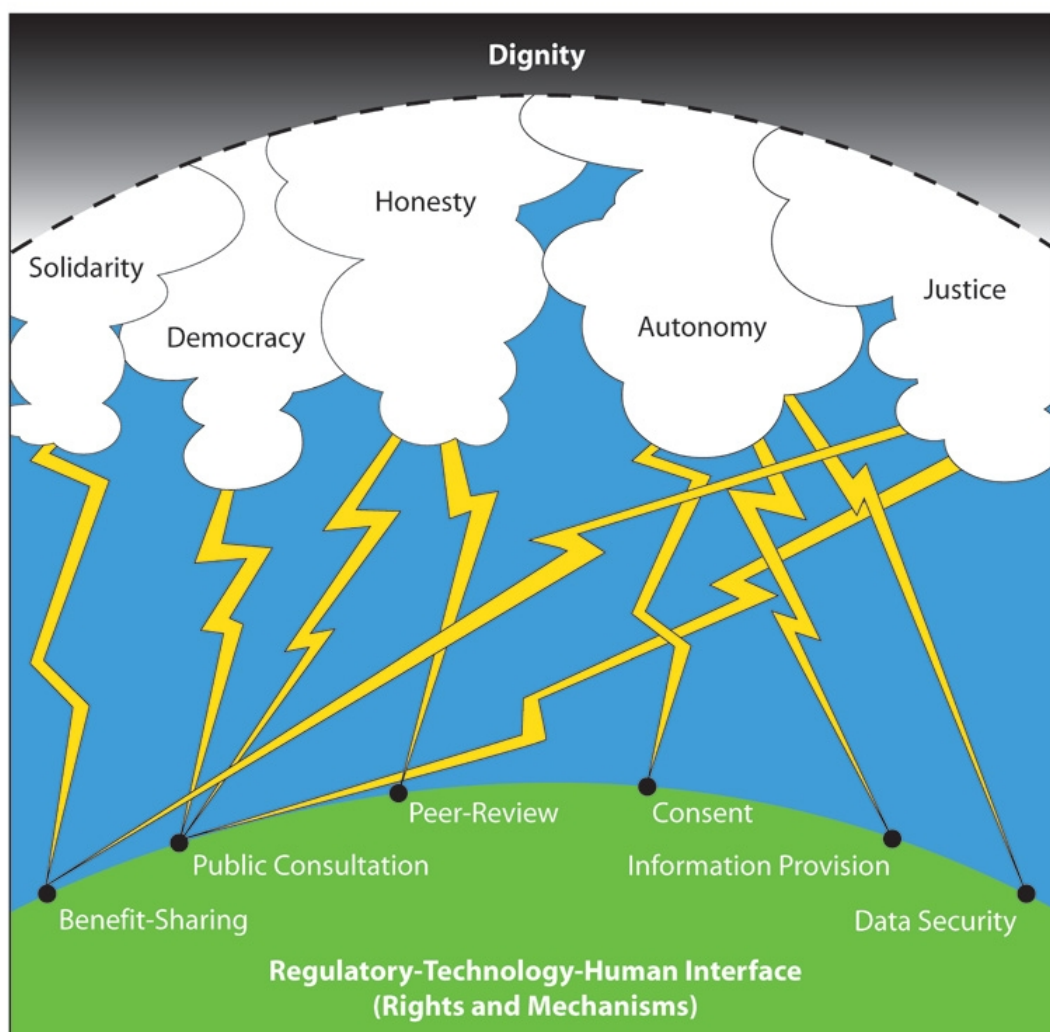 Dignity
Honesty
Solidarity
Justice
Autonomy
Democracy
Peer-Review
Consent
Public Consultation
Information Provision
Benefit-Sharing
Data Security
Regulatory-Technology-Human Interface
(Rights and Mechanisms)